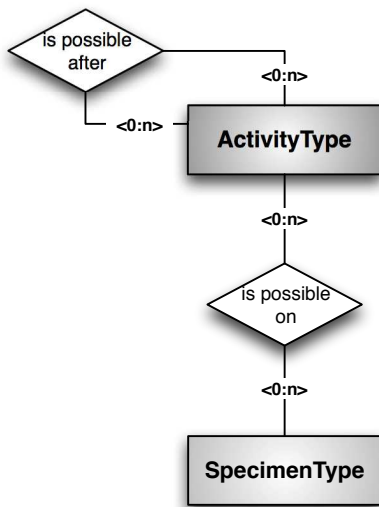 is possible
after
<0:n>
<0:n>
ActivityType
<0:n>
is possible
on
<0:n>
SpecimenType